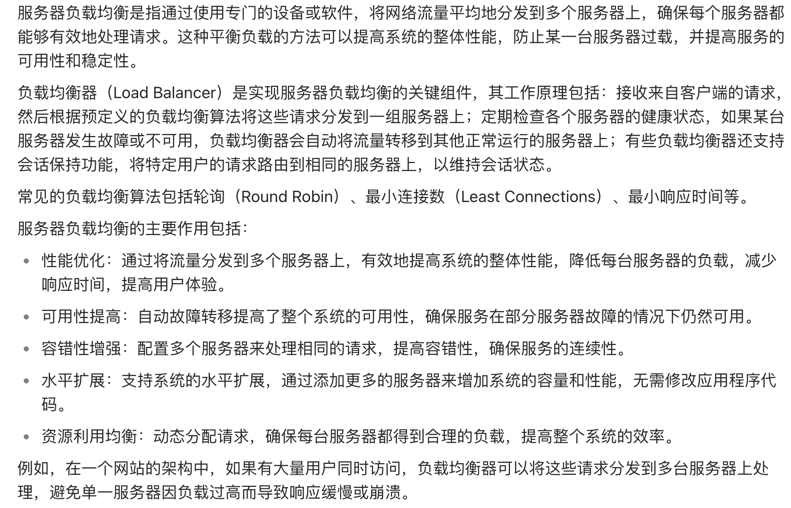 服务器负载均衡是指通过使用专门的设备或软件，将网络流量平均地分发到多个服务器上，确保每个服务器都
能够有效地处理请求。这种平衡负载的方法可以提高系统的整体性能，防止某一台服务器过载，并提高服务的
可用性和稳定性。
负载均衡器（Load Balancer）是实现服务器负载均衡的关键组件，其工作原理包括：接收来自客户端的请求，
然后根据预定义的负载均衡算法将这些请求分发到一组服务器上；定期检查各个服务器的健康状态，如果某台
服务器发生故障或不可用，负载均衡器会自动将流量转移到其他正常运行的服务器上；有些负载均衡器还支持
会话保持功能，将特定用户的请求路由到相同的服务器上，以维持会话状态。
常见的负载均衡算法包括轮询（Round Robin）、最小连接数（Least Connections）、最小响应时间等。
服务器负载均衡的主要作用包括：
• 性能优化：通过将流量分发到多个服务器上，有效地提高系统的整体性能，降低每台服务器的负载，减少
响应时间，提高用户体验。
• 可用性提高：自动故障转移提高了整个系统的可用性，确保服务在部分服务器故障的情况下仍然可用。
• 容错性增强：配置多个服务器来处理相同的请求，提高容错性，确保服务的连续性。
• 水平扩展：支持系统的水平扩展，通过添加更多的服务器来增加系统的容量和性能，无需修改应用程序代
码。
• 资源利用均衡：动态分配请求，确保每台服务器都得到合理的负载，提高整个系统的效率。
例如，在一个网站的架构中，如果有大量用户同时访问，负载均衡器可以将这些请求分发到多台服务器上处
理，避免单一服务器因负载过高而导致响应缓慢或崩溃。